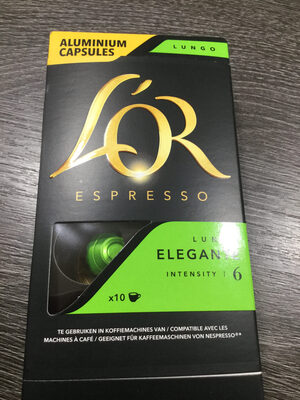 ALUMINIUM
CAPSULES
LUNGO
L'OR
ESPRESSO
ELEGAN
INTENSITY 6
x10
TE GEBRUIKEN IN KOFFIEMACHINES VAN / COMPATIBLE AVEC LES
MACHINES À CAFÉ / GEEIGNET FÜR KAFFEEMASCHINEN VON NESPRESSO®*